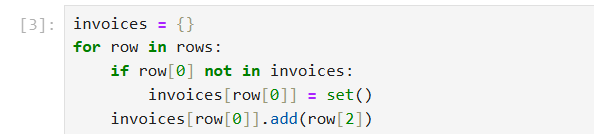 [3]: invoices = {}
for row in rows:
    if row[0] not in invoices:
        invoices[row[0]] = set()
    invoices[row[0]].add(row[2])